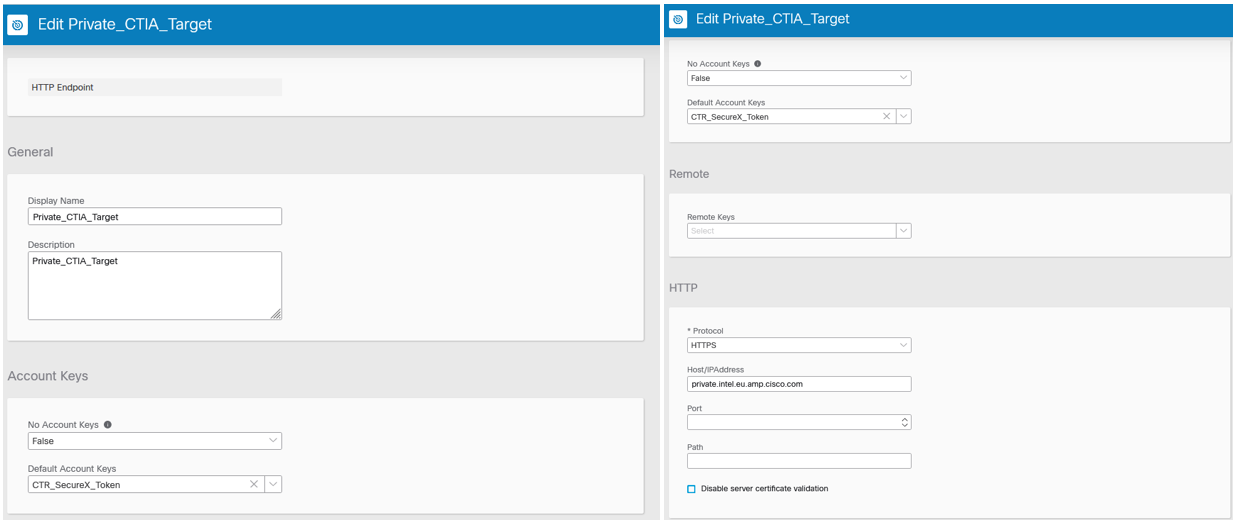 Edit Private_CTIA_Target
HTTP Endpoint
General
Display Name
Private_CTIA_Target
Description
Private_CTIA_Target
Account Keys
No Account Keys
False
Default Account Keys
CTR_SecureX_Token
Edit Private_CTIA_Target
No Account Keys
False
Default Account Keys
CTR_SecureX_Token
Remote
Remote Keys
Select
HTTP
* Protocol
HTTPS
Host/IPAddress
private.intel.eu.amp.cisco.com
Port
Path
Disable server certificate validation